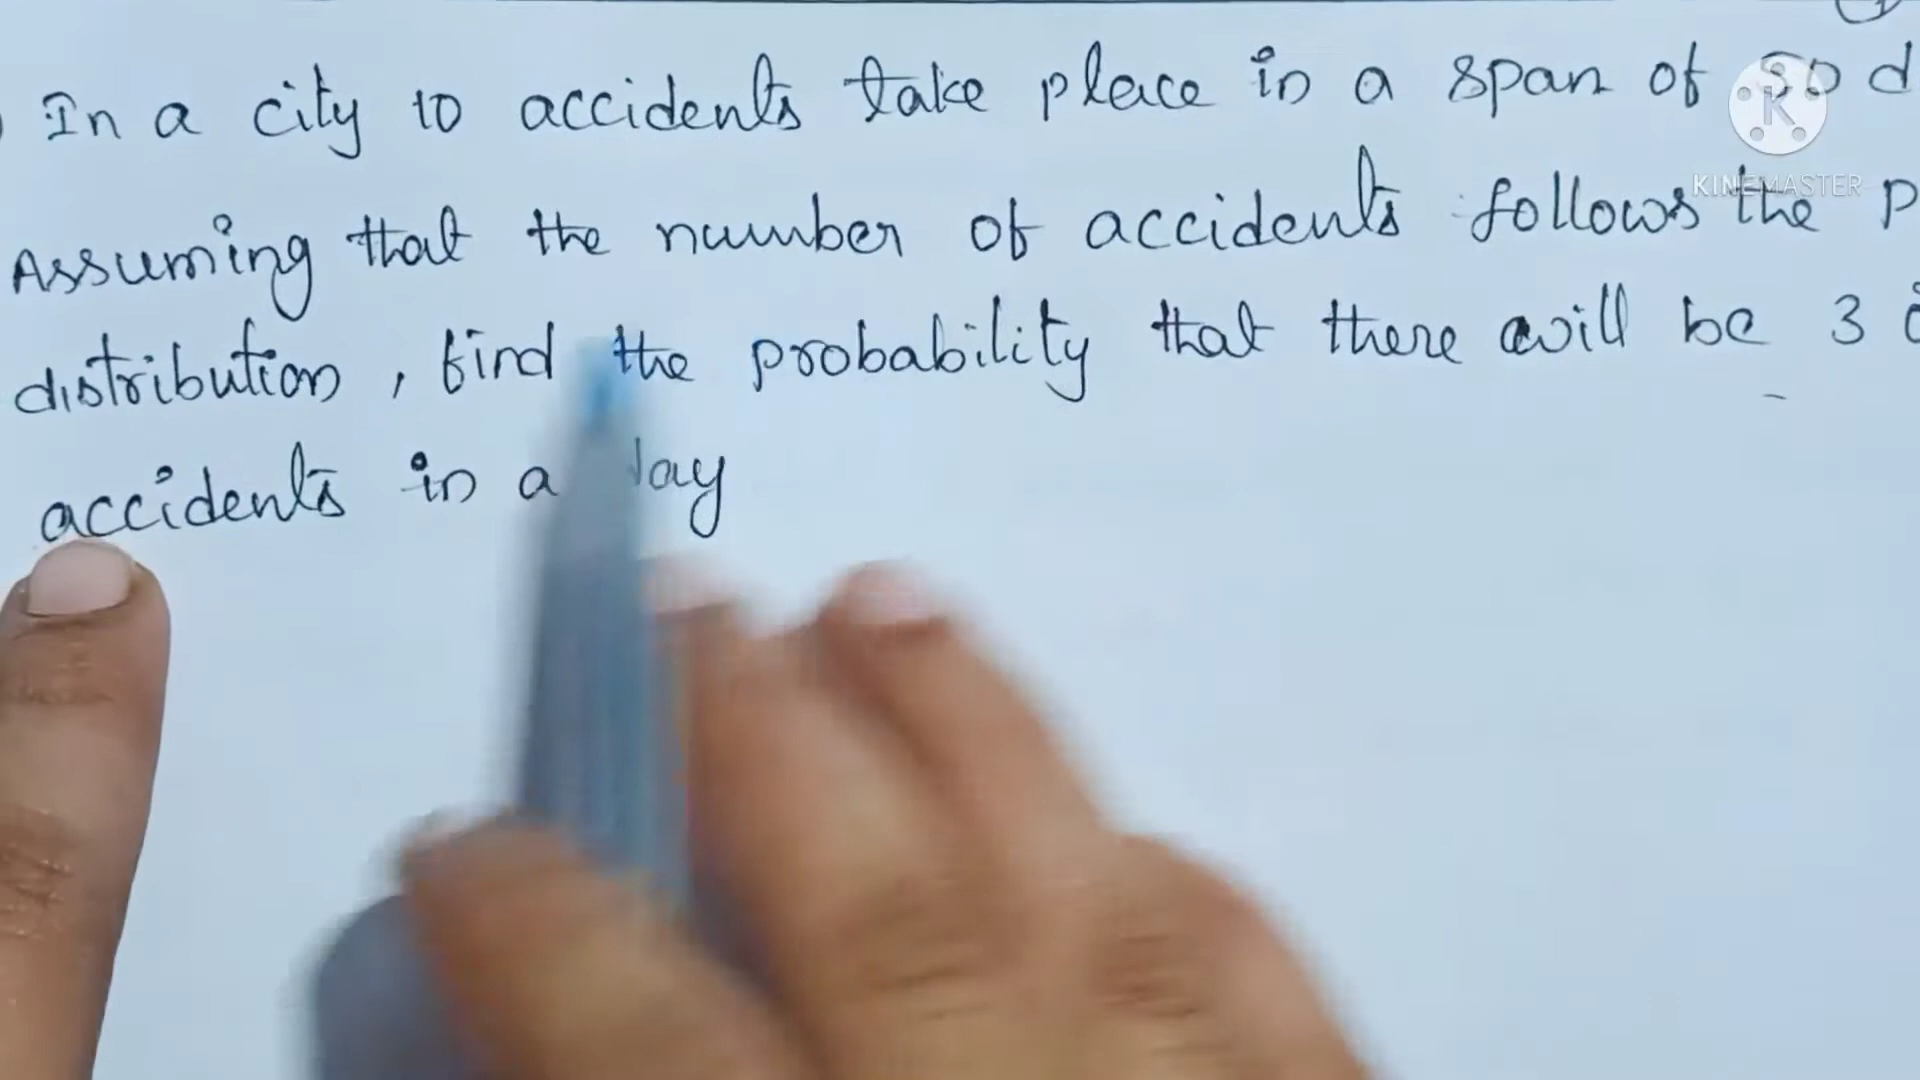 In a city 10 accidents take place in a span of 50 d
Assuming that the number of accidents follows the P
distribution, find the probability that there will be 3
accidents in a day
KINEMASTER